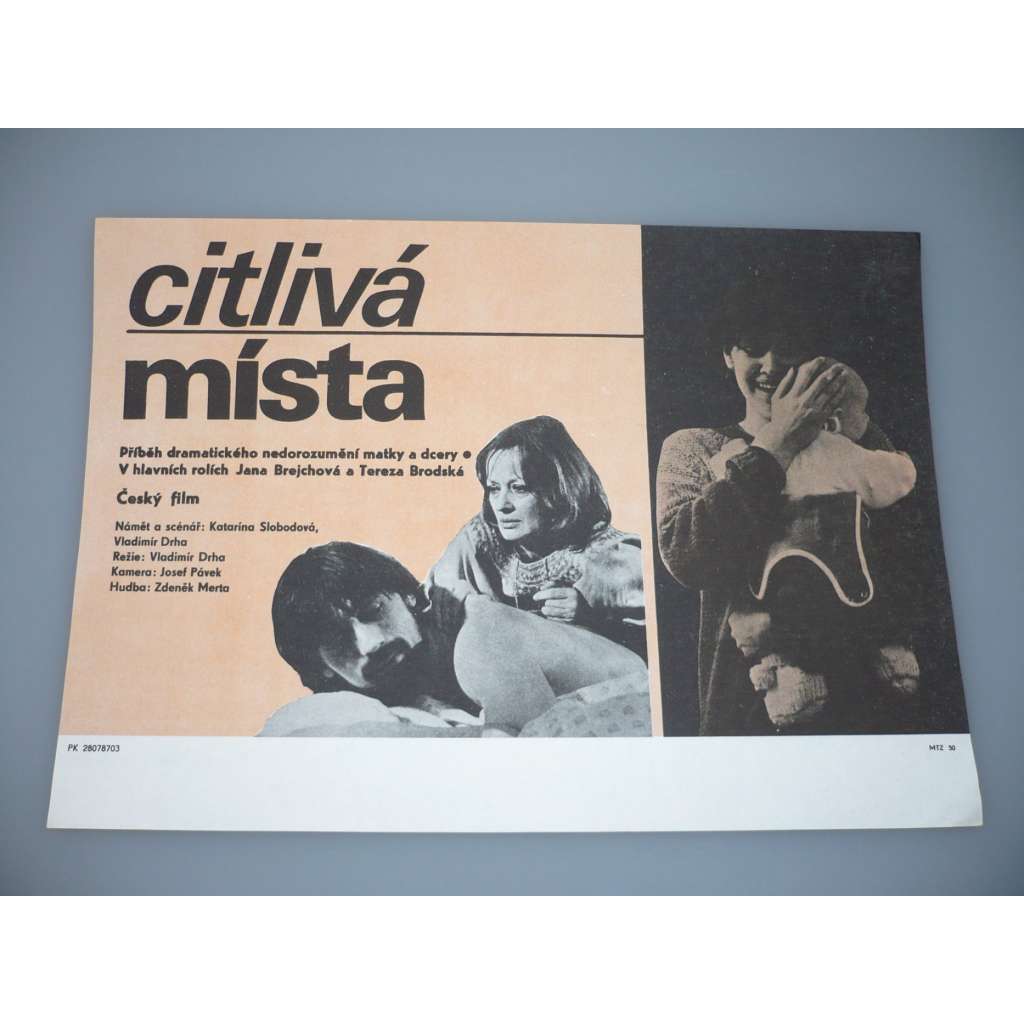 citlivá
místa
Příběh dramatického nedorozumění matky a dcery ●
V hlavních rolích Jana Brejchová a Tereza Brodská
Český film
Námět a scénář: Katarína Slobodová,
Vladimír Drha
Režie: Vladimír Drha
Kamera: Josef Pávek
Hudba: Zdeněk Merta
PK 28078703
MTZ 50